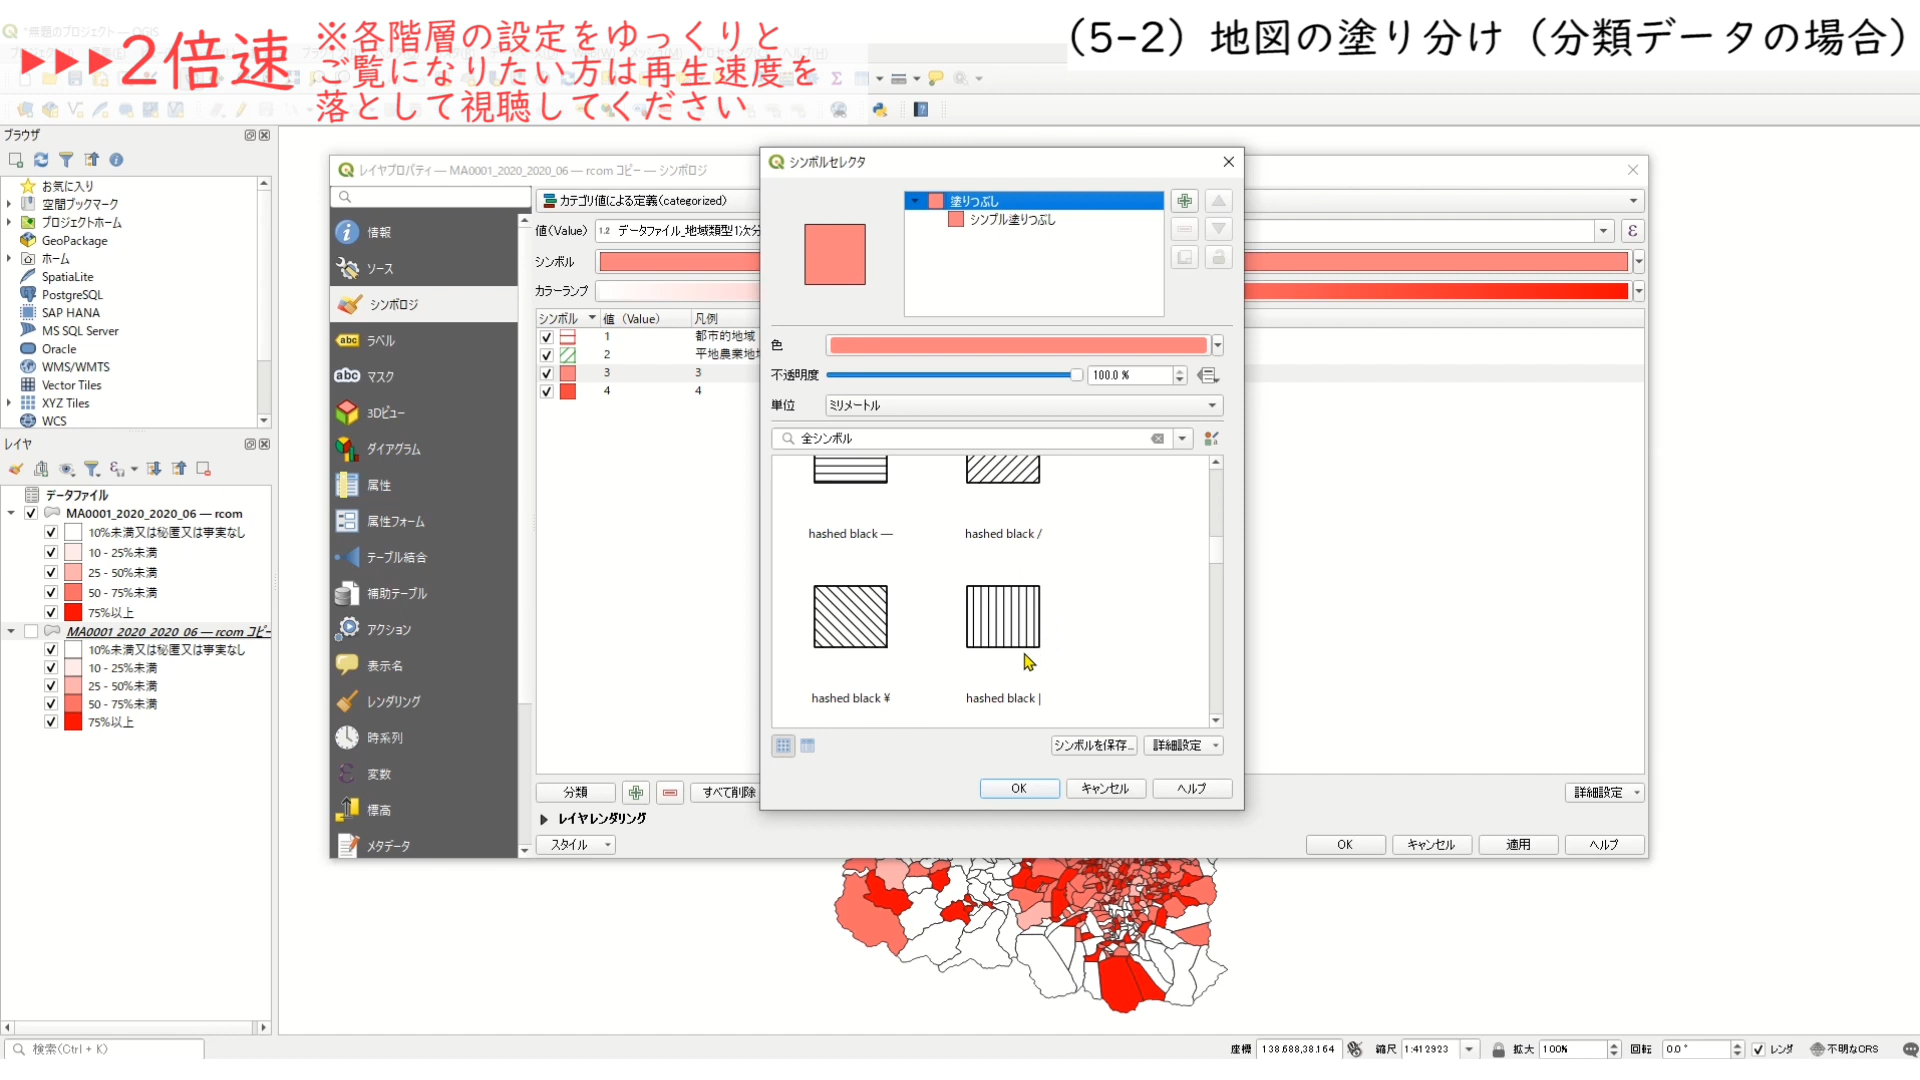 ▶▶▶2倍速
※各階層の設定をゆっくりと
ご覧になりたい方は再生速度を
落として視聴してください
(5-2) 地図の塗り分け (分類データの場合)
*無題のプロジェクト — QGIS
ブラウザ
お気に入り
空間ブックマーク
プロジェクトホーム
GeoPackage
ホーム
SpatiaLite
PostgreSQL
SAP HANA
MS SQL Server
Oracle
WMS/WMTS
Vector Tiles
XYZ Tiles
WCS
レイヤ
データファイル
MA0001_2020_2020_06 — rcom
10%未満又は秘匿又は事実なし
10 - 25%未満
25 - 50%未満
50 - 75%未満
75%以上
MA0001_2020_2020_06 — rcom コピー
10%未満又は秘匿又は事実なし
10 - 25%未満
25 - 50%未満
50 - 75%未満
75%以上
レイヤプロパティ — MA0001_2020_2020_06 — rcom コピー — シンボロジ
情報
ソース
シンボロジ
abc ラベル
abc マスク
3Dビュー
ダイアグラム
属性
属性フォーム
テーブル結合
補助テーブル
アクション
表示名
レンダリング
時系列
変数
標高
メタデータ
カテゴリ値による定義(categorized)
値(Value) 1.2 データファイル_地域類型1次分
シンボル
カラーランプ
シンボル 値 (Value) 凡例
1 都市的地域
2 平地農業地
3 3
4 4
分類 すべて削除 詳細設定
レイヤレンダリング
スタイル OK キャンセル 適用 ヘルプ
シンボルセレクタ
塗りつぶし
シンプル塗りつぶし
色
不透明度 100.0 %
単位 ミリメートル
全シンボル
hashed black — hashed black /
hashed black ¥ hashed black |
シンボルを保存... 詳細設定
OK キャンセル ヘルプ
検索(Ctrl + K)
座標 138.688,38.164 縮尺 1:412923 拡大 100% 回転 0.0 ° レンダ 不明なCRS